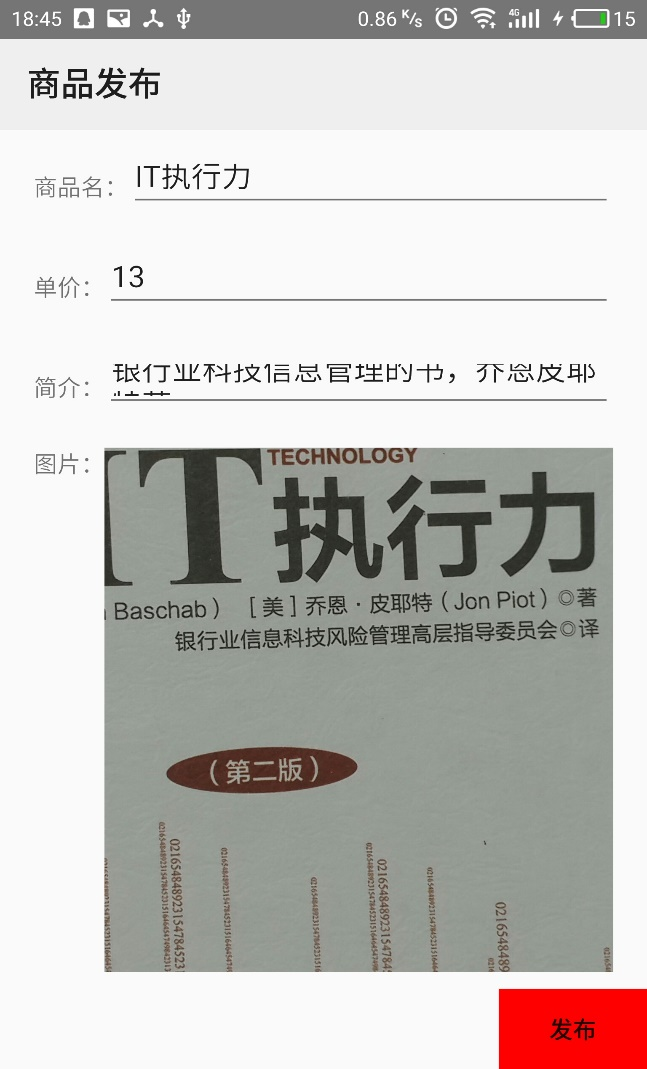 18:45 0.86 K/s 4G 15
商品发布
商品名： IT执行力
单价： 13
简介： 银行业科技信息管理的书，乔恩皮耶
图片：
IT TECHNOLOGY
执行力
Baschab） ［美］乔恩·皮耶特（Jon Piot）◎著
银行业信息科技风险管理高层指导委员会◎译
（第二版）
发布